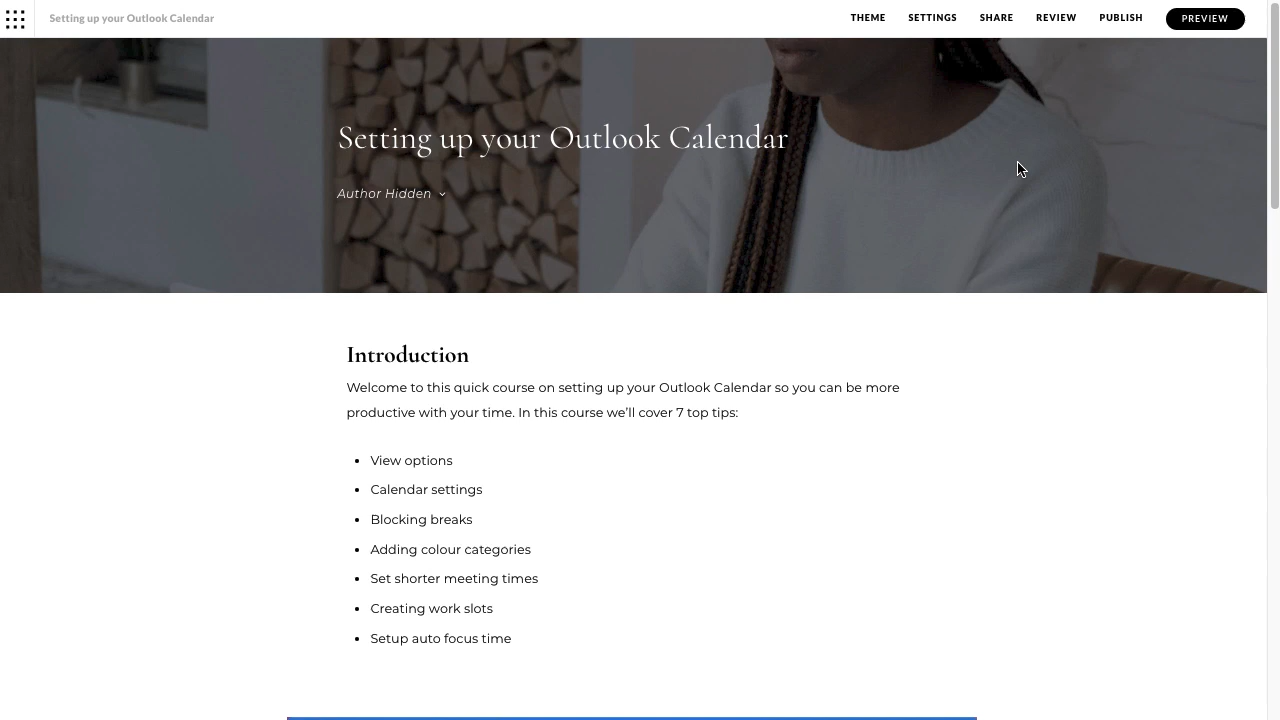 Setting up your Outlook Calendar
THEME SETTINGS SHARE REVIEW PUBLISH PREVIEW
Setting up your Outlook Calendar
Author Hidden
Introduction
Welcome to this quick course on setting up your Outlook Calendar so you can be more
productive with your time. In this course we’ll cover 7 top tips:
• View options
• Calendar settings
• Blocking breaks
• Adding colour categories
• Set shorter meeting times
• Creating work slots
• Setup auto focus time